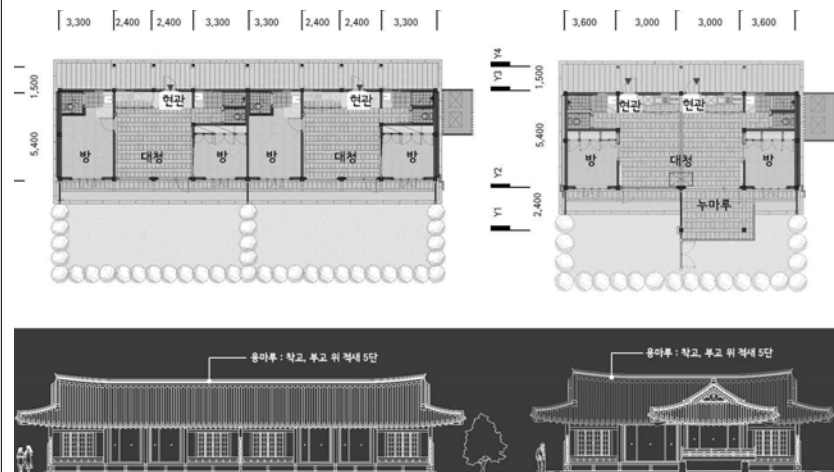 3,300 2,400 2,400 3,300 3,300 2,400 2,400 3,300
1,500
5,400
현관 현관
방 대청 방 방 대청 방
3,600 3,000 3,000 3,600
Y4
Y3
Y2
Y1
1,500
5,400
2,400
현관 현관
방 대청 방
누마루
용마루 : 착고, 부고 위 적새 5단
용마루 : 착고, 부고 위 적새 5단